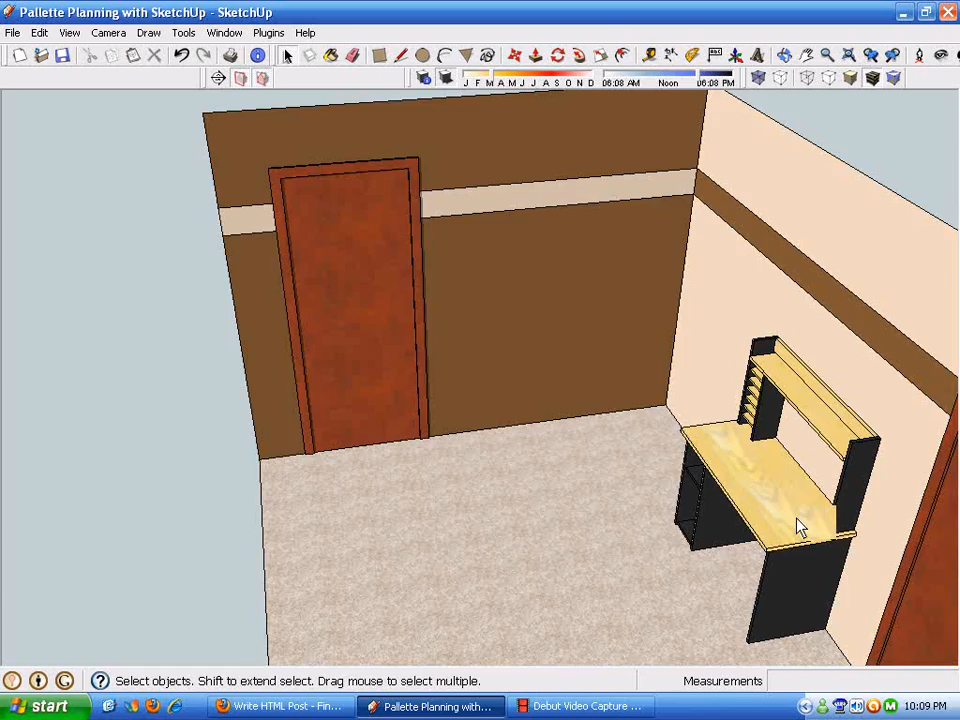 Pallette Planning with SketchUp - SketchUp
File Edit View Camera Draw Tools Window Plugins Help
J F M A M J J A S O N D 06:08 AM Noon 06:08 PM
Select objects. Shift to extend select. Drag mouse to select multiple. Measurements
start Write HTML Post - Fin... Pallette Planning with... Debut Video Capture ... 10:09 PM